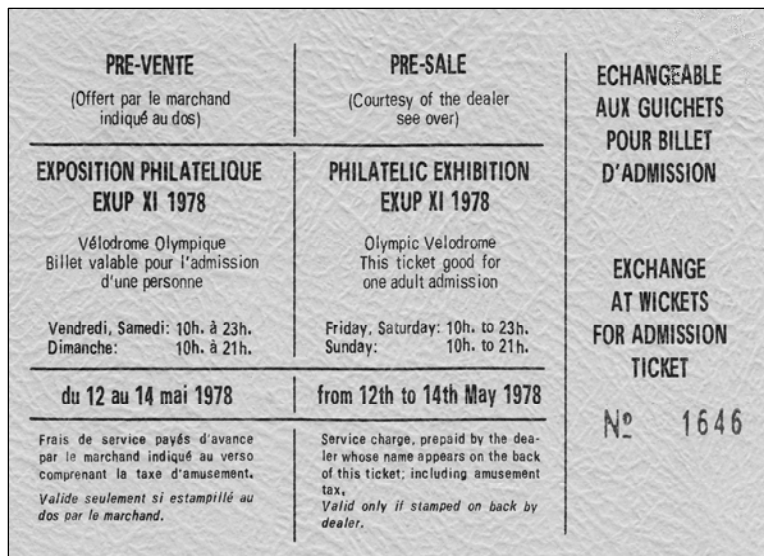 PRE-VENTE
(Offert par le marchand
indiqué au dos)
EXPOSITION PHILATELIQUE
EXUP XI 1978
Vélodrome Olympique
Billet valable pour l'admission
d'une personne
Vendredi, Samedi: 10h. à 23h.
Dimanche: 10h. à 21h.
du 12 au 14 mai 1978
Frais de service payés d'avance
par le marchand indiqué au verso
comprenant la taxe d'amusement.
Valide seulement si estampillé au
dos par le marchand.
PRE-SALE
(Courtesy of the dealer
see over)
PHILATELIC EXHIBITION
EXUP XI 1978
Olympic Velodrome
This ticket good for
one adult admission
Friday, Saturday: 10h. to 23h.
Sunday: 10h. to 21h.
from 12th to 14th May 1978
Service charge, prepaid by the dea-
ler whose name appears on the back
of this ticket; including amusement
tax.
Valid only if stamped on back by
dealer.
ECHANGEABLE
AUX GUICHETS
POUR BILLET
D'ADMISSION
EXCHANGE
AT WICKETS
FOR ADMISSION
TICKET
Nº 1646